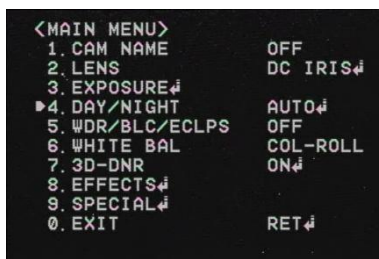 <MAIN MENU>
1. CAM NAME OFF
2. LENS DC IRIS↲
3. EXPOSURE↲
▶4. DAY/NIGHT AUTO↲
5. WDR/BLC/ECLPS OFF
6. WHITE BAL COL-ROLL
7. 3D-DNR ON↲
8. EFFECTS↲
9. SPECIAL↲
0. EXIT RET↲